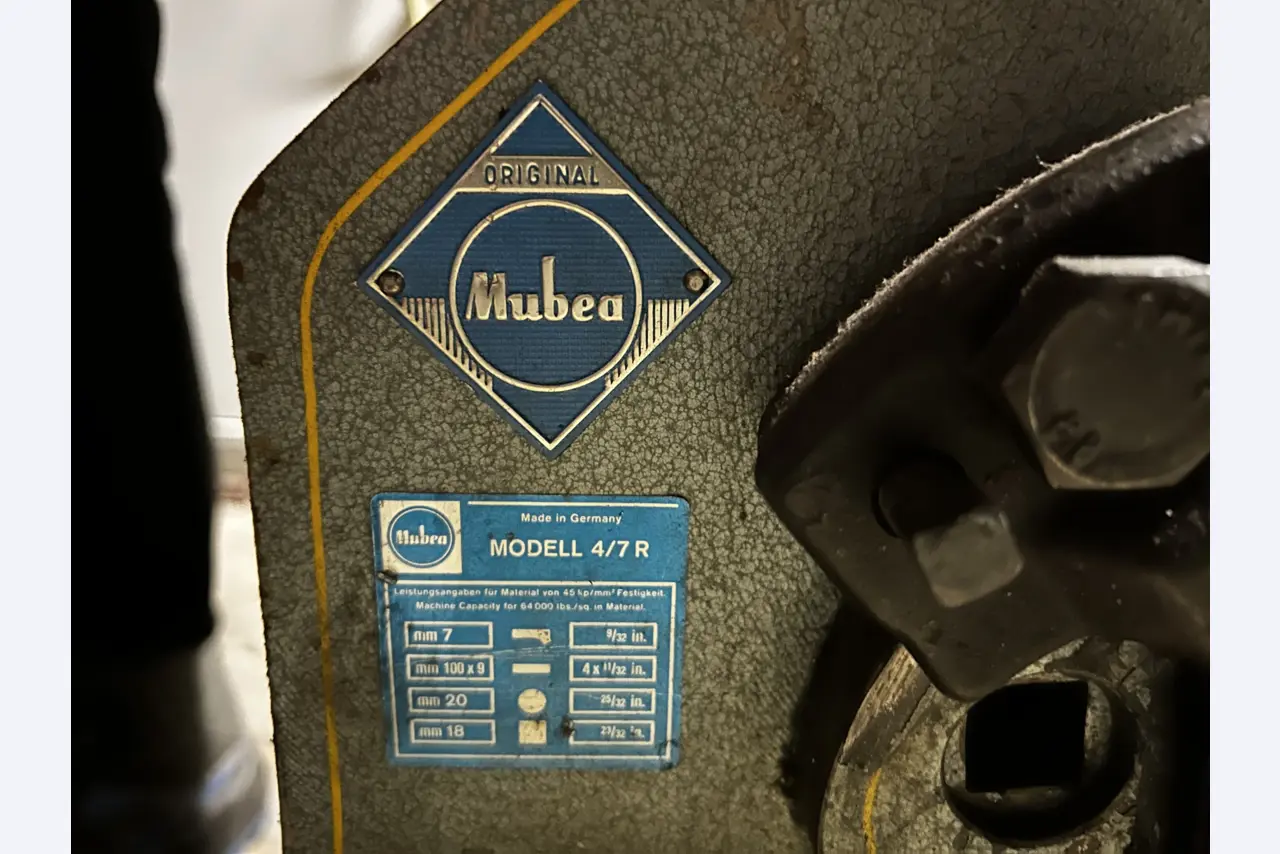 ORIGINAL
Mubea
Mubea
Made in Germany
MODELL 4/7 R
Leistungsangaben für Material von 45 kp/mm² Festigkeit.
Machine Capacity for 64000 lbs./sq. in Material.
mm 7 9/32 in.
mm 100 x 9 4 x 11/32 in.
mm 20 25/32 in.
mm 18 23/32 in.